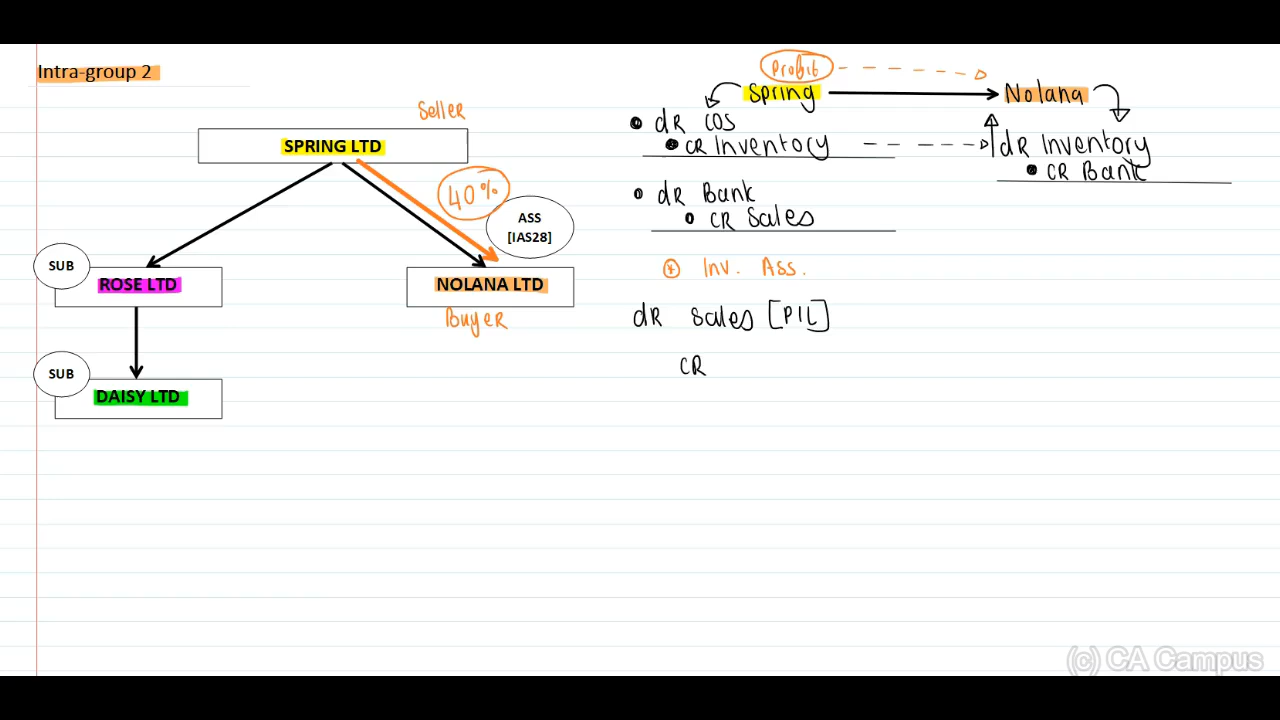 Intra-group 2
Seller
SPRING LTD
40%
ASS
[IAS28]
SUB
ROSE LTD
NOLANA LTD
Buyer
SUB
DAISY LTD
Profit
Spring
Nolana
dR COS
CR Inventory
dR Inventory
CR Bank
dR Bank
CR Sales
* Inv. Ass.
dR Sales [P/L]
CR
(c) CA Campus